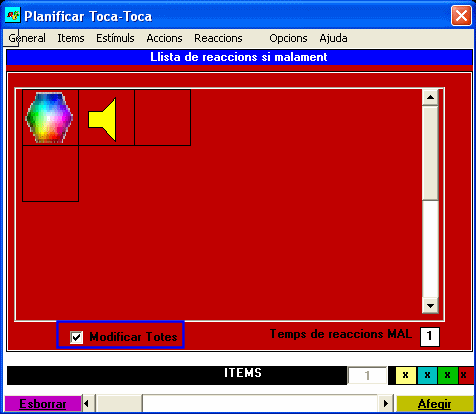 Planificar Toca-Toca
General Items Estímuls Accions Reaccions Opcions Ajuda
Llista de reaccions si malament
Modificar Totes
Temps de reaccions MAL 1
ITEMS 1 x x x x
Esborrar Afegir